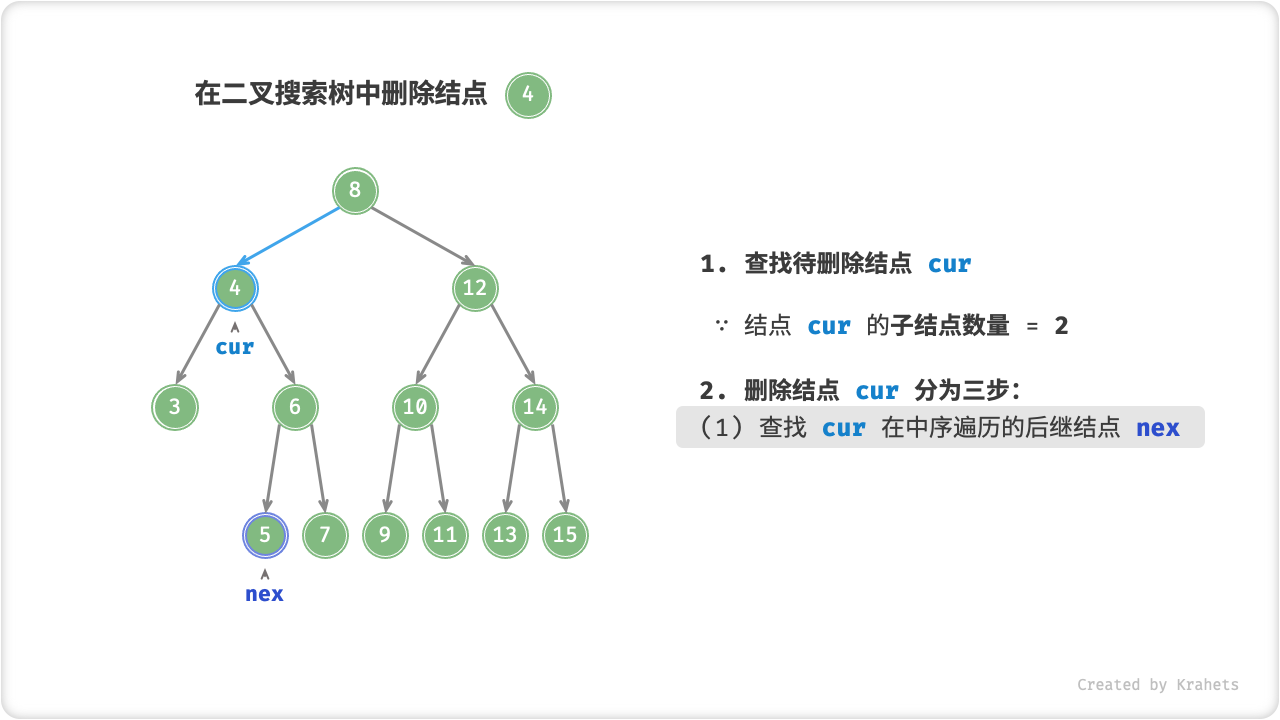 在二叉搜索树中删除结点 4
8
4 12
cur
3 6 10 14
5 7 9 11 13 15
nex
1. 查找待删除结点 cur
∵ 结点 cur 的子结点数量 = 2
2. 删除结点 cur 分为三步：
(1) 查找 cur 在中序遍历的后继结点 nex
Created by Krahets